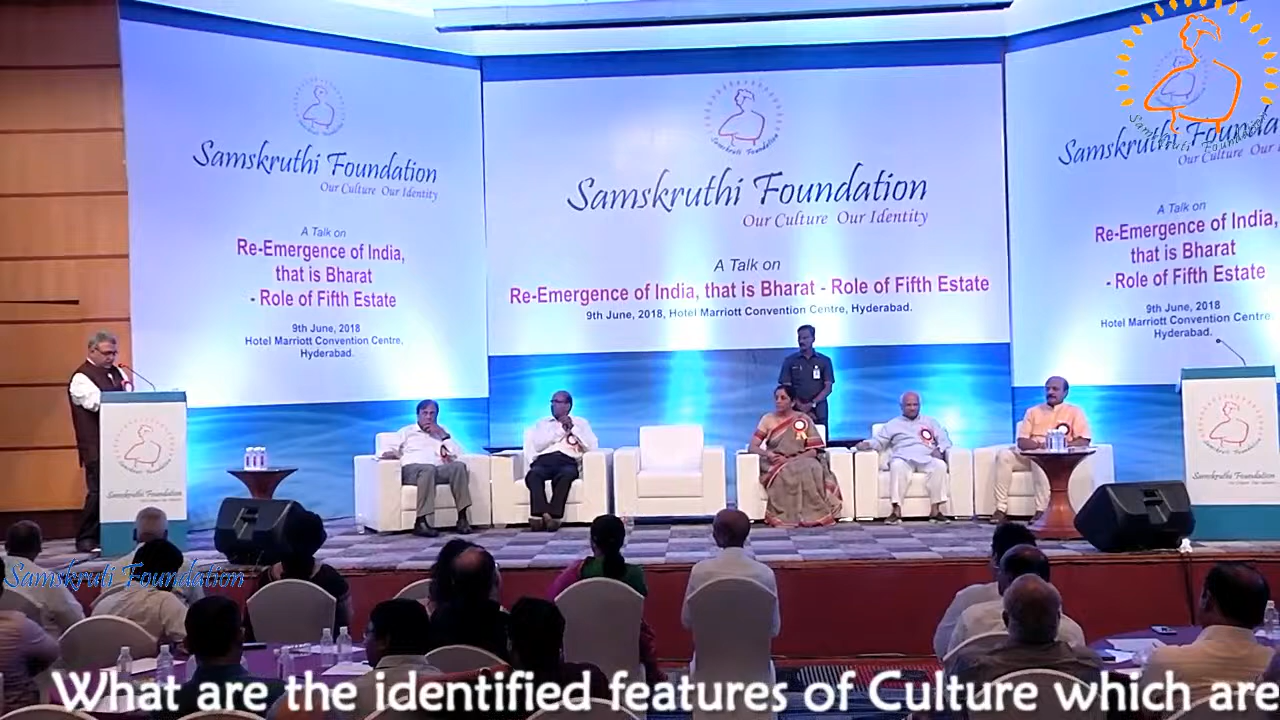 Samskruthi Foundation
Our Culture Our Identity
A Talk on
Re-Emergence of India,
that is Bharat
- Role of Fifth Estate
9th June, 2018
Hotel Marriott Convention Centre,
Hyderabad.
Samskruti Foundation
Samskruthi Foundation
Our Culture Our Identity
A Talk on
Re-Emergence of India, that is Bharat - Role of Fifth Estate
9th June, 2018, Hotel Marriott Convention Centre, Hyderabad.
Samskruti Foundation
Samskruthi Founda
Our Culture Our I
A Talk on
Re-Emergence of India,
that is Bharat
- Role of Fifth Estate
9th June, 2018
Hotel Marriott Convention Centre,
Hyderabad.
Samskruthi Foundation
Samskruthi Foundation
Samskruti Foundation
What are the identified features of Culture which are